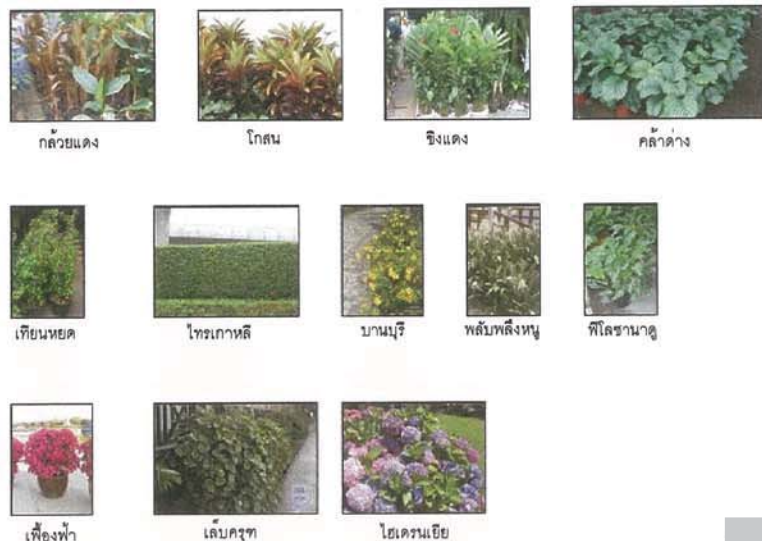 กล้วยแดง
โกสน
ขิงแดง
คล้าด่าง
เทียนหยด
ไทรเกาหลี
บานบุรี
พลับพลึงหนู
ฟีโลซานาดู
เฟื้องฟ้า
เล็บครุฑ
ไฮเดรนเยีย